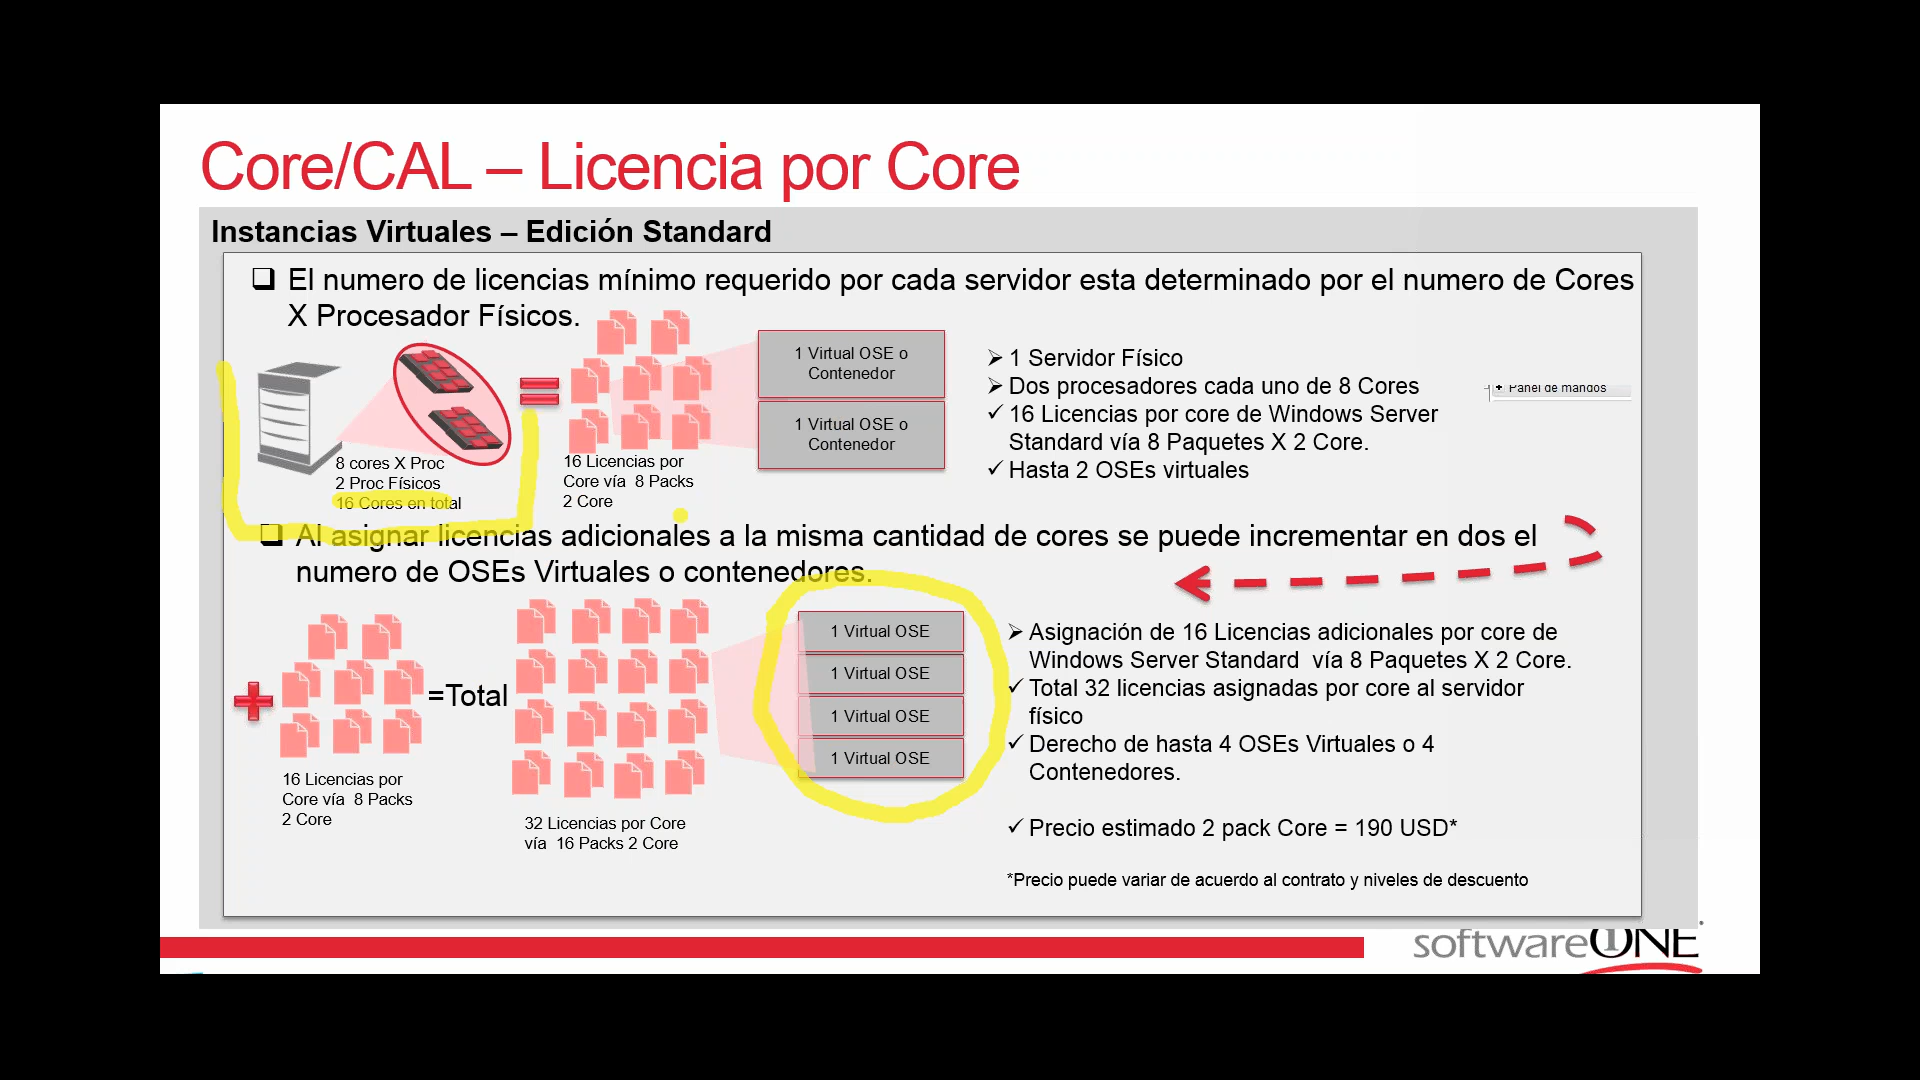 Core/CAL – Licencia por Core
Instancias Virtuales – Edición Standard
El numero de licencias mínimo requerido por cada servidor esta determinado por el numero de Cores
X Procesador Físicos.
8 cores X Proc
2 Proc Físicos
16 Cores en total
16 Licencias por
Core vía 8 Packs
2 Core
1 Virtual OSE o
Contenedor
1 Virtual OSE o
Contenedor
1 Servidor Físico
Dos procesadores cada uno de 8 Cores
16 Licencias por core de Windows Server
Standard vía 8 Paquetes X 2 Core.
Hasta 2 OSEs virtuales
Panel de mandos
Al asignar licencias adicionales a la misma cantidad de cores se puede incrementar en dos el
numero de OSEs Virtuales o contenedores.
16 Licencias por
Core vía 8 Packs
2 Core
=Total
32 Licencias por Core
vía 16 Packs 2 Core
1 Virtual OSE
1 Virtual OSE
1 Virtual OSE
1 Virtual OSE
Asignación de 16 Licencias adicionales por core de
Windows Server Standard vía 8 Paquetes X 2 Core.
Total 32 licencias asignadas por core al servidor
físico
Derecho de hasta 4 OSEs Virtuales o 4
Contenedores.
Precio estimado 2 pack Core = 190 USD*
*Precio puede variar de acuerdo al contrato y niveles de descuento
softwareONE